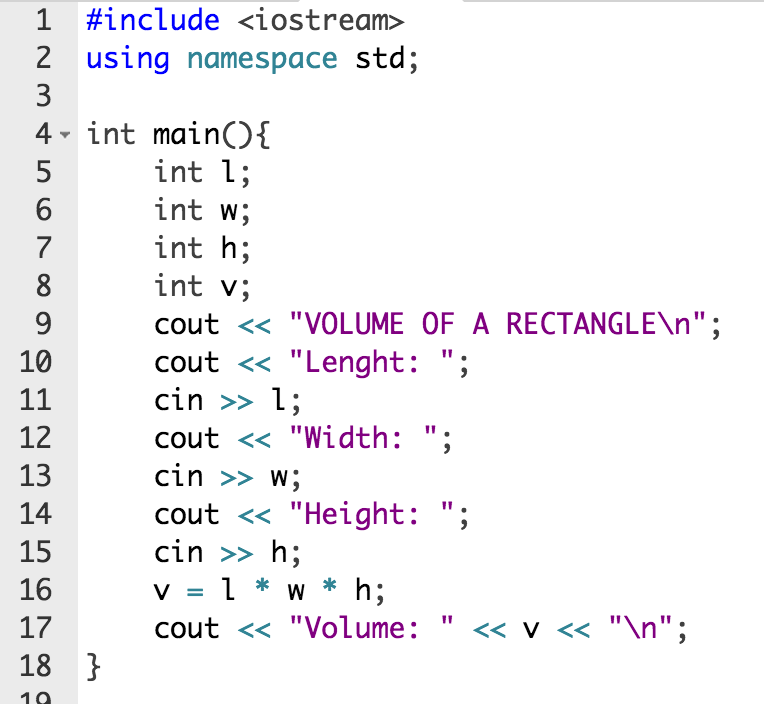 1 #include <iostream>
2 using namespace std;
3
4 int main(){
5 int l;
6 int w;
7 int h;
8 int v;
9 cout << "VOLUME OF A RECTANGLE\n";
10 cout << "Lenght: ";
11 cin >> l;
12 cout << "Width: ";
13 cin >> w;
14 cout << "Height: ";
15 cin >> h;
16 v = l * w * h;
17 cout << "Volume: " << v << "\n";
18 }
19